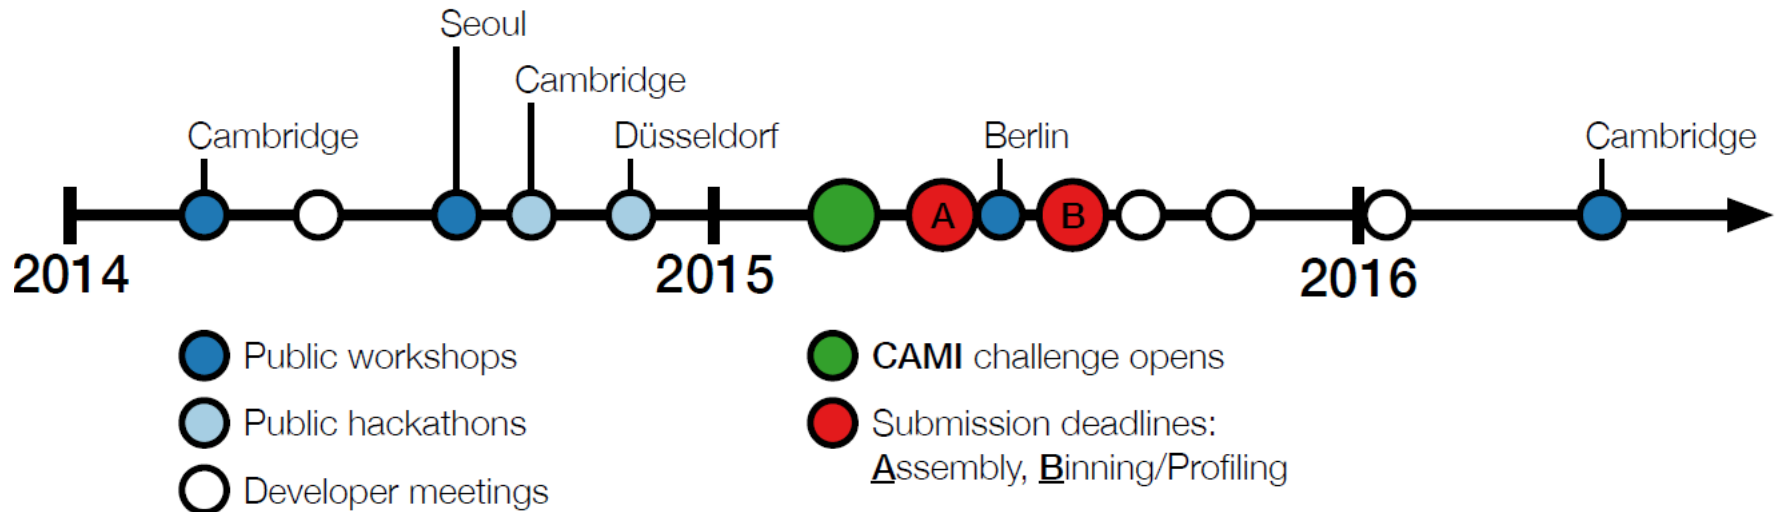 Seoul
Cambridge
Cambridge
Düsseldorf
Berlin
Cambridge
A
B
2014
2015
2016
Public workshops
Public hackathons
Developer meetings
CAMI challenge opens
Submission deadlines:
Assembly, Binning/Profiling